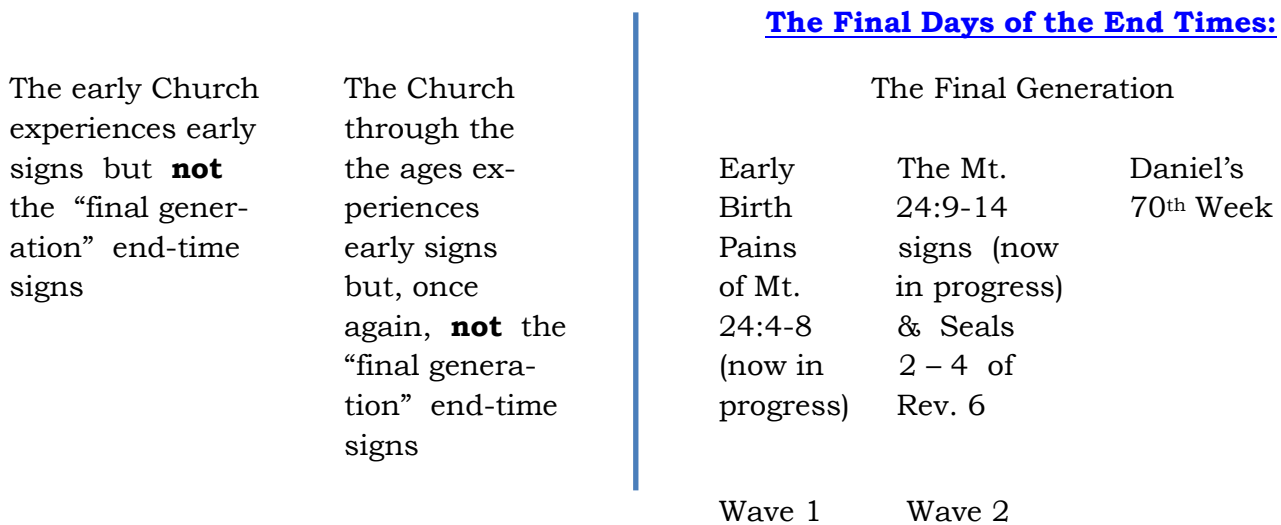 The Final Days of the End Times:
The early Church
experiences early
signs but not
the “final gener-
ation” end-time
signs
The Church
through the
the ages ex-
periences
early signs
but, once
again, not the
“final genera-
tion” end-time
signs
The Final Generation
Early
Birth
Pains
of Mt.
24:4-8
(now in
progress)
The Mt.
24:9-14
signs (now
in progress)
& Seals
2 – 4 of
Rev. 6
Daniel’s
70th Week
Wave 1
Wave 2